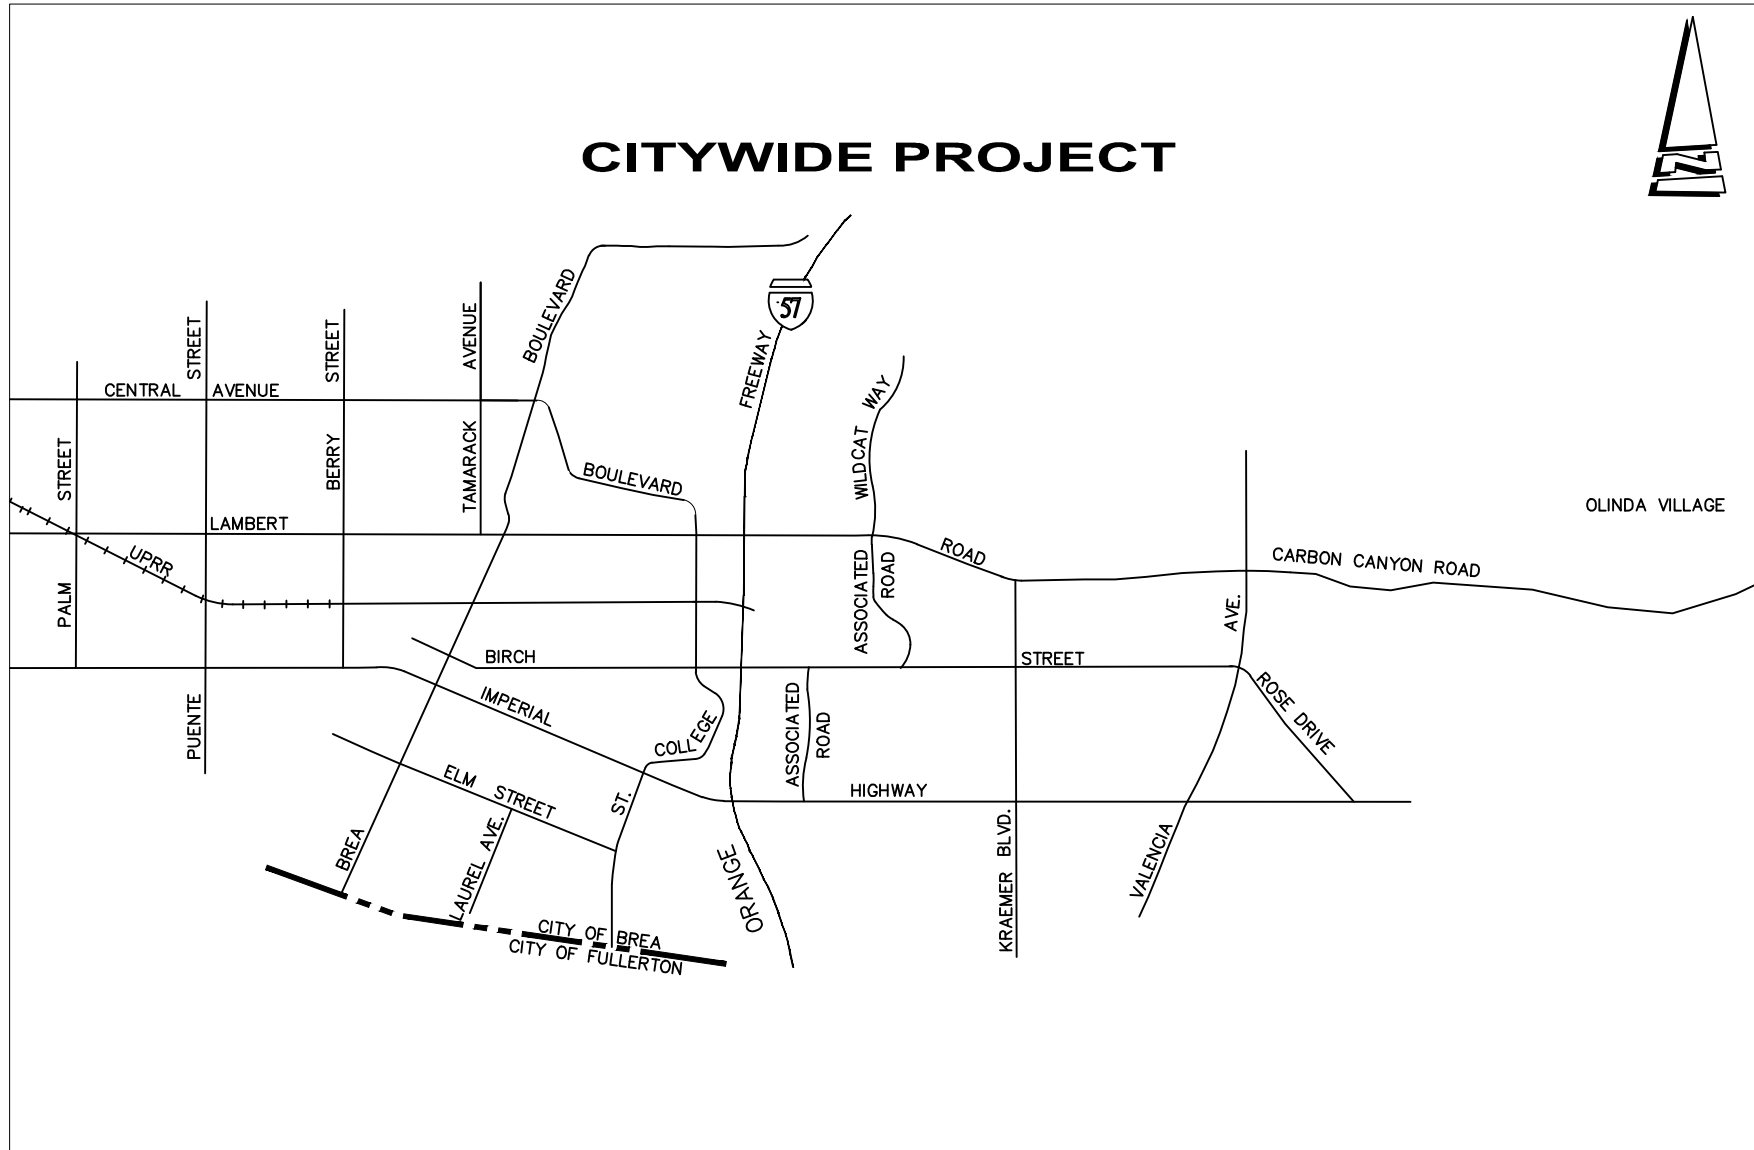 CITYWIDE PROJECT
N
57
BOULEVARD
FREEWAY
STREET
STREET
AVENUE
CENTRAL AVENUE
WILDCAT WAY
STREET
BERRY
TAMARACK
BOULEVARD
OLINDA VILLAGE
LAMBERT
ROAD
CARBON CANYON ROAD
UPRR
ASSOCIATED
ROAD
PALM
AVE.
BIRCH
STREET
IMPERIAL
PUENTE
COLLEGE
ASSOCIATED
ROAD
ROSE DRIVE
ELM STREET
ST.
HIGHWAY
BREA
LAUREL AVE.
ORANGE
KRAEMER BLVD.
VALENCIA
CITY OF BREA
CITY OF FULLERTON